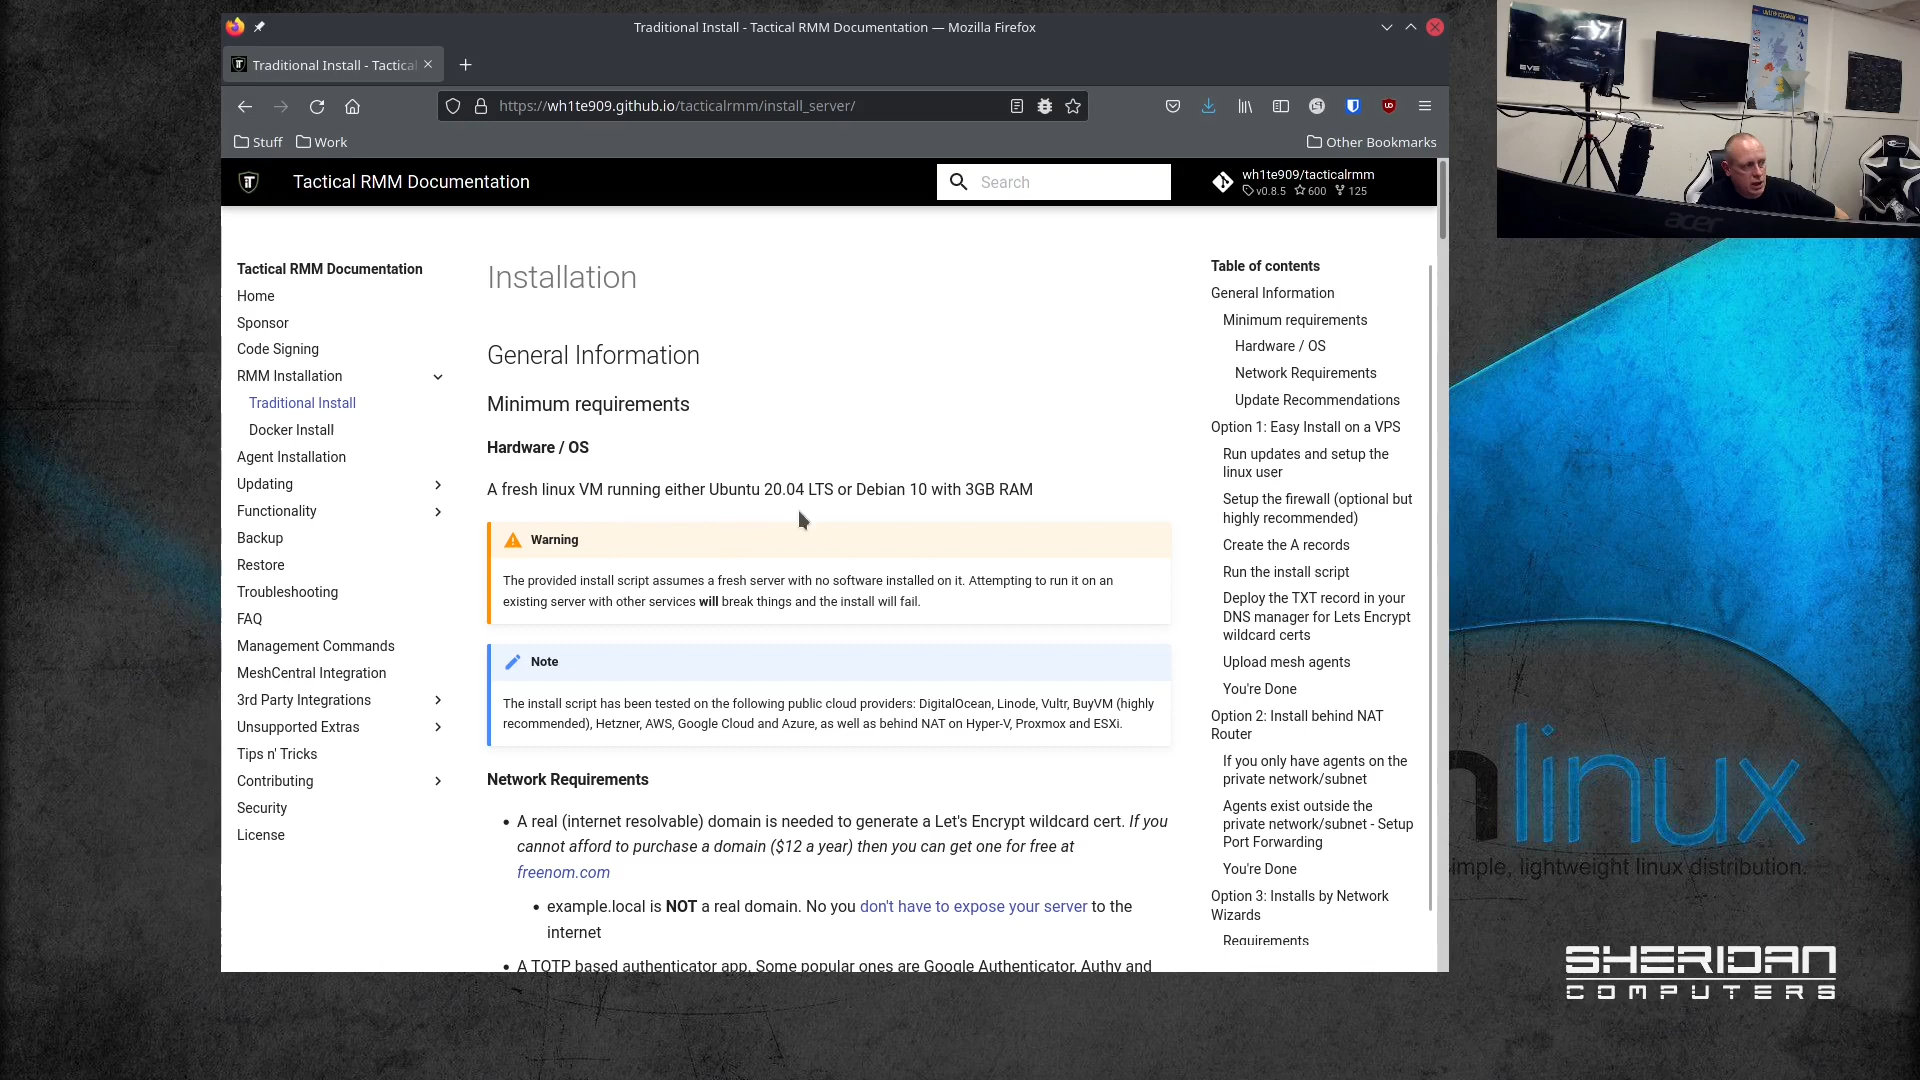 Traditional Install - Tactical RMM Documentation — Mozilla Firefox
Traditional Install - Tactical
https://wh1te909.github.io/tacticalrmm/install_server/
Stuff
Work
Other Bookmarks
Tactical RMM Documentation
Search
wh1te909/tacticalrmm
v0.8.5 600 125
Tactical RMM Documentation
Home
Sponsor
Code Signing
RMM Installation
Traditional Install
Docker Install
Agent Installation
Updating
Functionality
Backup
Restore
Troubleshooting
FAQ
Management Commands
MeshCentral Integration
3rd Party Integrations
Unsupported Extras
Tips n' Tricks
Contributing
Security
License
Installation
General Information
Minimum requirements
Hardware / OS
A fresh linux VM running either Ubuntu 20.04 LTS or Debian 10 with 3GB RAM
Warning
The provided install script assumes a fresh server with no software installed on it. Attempting to run it on an
existing server with other services will break things and the install will fail.
Note
The install script has been tested on the following public cloud providers: DigitalOcean, Linode, Vultr, BuyVM (highly
recommended), Hetzner, AWS, Google Cloud and Azure, as well as behind NAT on Hyper-V, Proxmox and ESXi.
Network Requirements
• A real (internet resolvable) domain is needed to generate a Let's Encrypt wildcard cert. If you
cannot afford to purchase a domain ($12 a year) then you can get one for free at
freenom.com
• example.local is NOT a real domain. No you don't have to expose your server to the
internet
• A TOTP based authenticator app. Some popular ones are Google Authenticator, Authy and
Table of contents
General Information
Minimum requirements
Hardware / OS
Network Requirements
Update Recommendations
Option 1: Easy Install on a VPS
Run updates and setup the
linux user
Setup the firewall (optional but
highly recommended)
Create the A records
Run the install script
Deploy the TXT record in your
DNS manager for Lets Encrypt
wildcard certs
Upload mesh agents
You're Done
Option 2: Install behind NAT
Router
If you only have agents on the
private network/subnet
Agents exist outside the
private network/subnet - Setup
Port Forwarding
You're Done
Option 3: Installs by Network
Wizards
Requirements
EVE
acer
linux
imple, lightweight linux distribution.
SHERIDAN
COMPUTERS